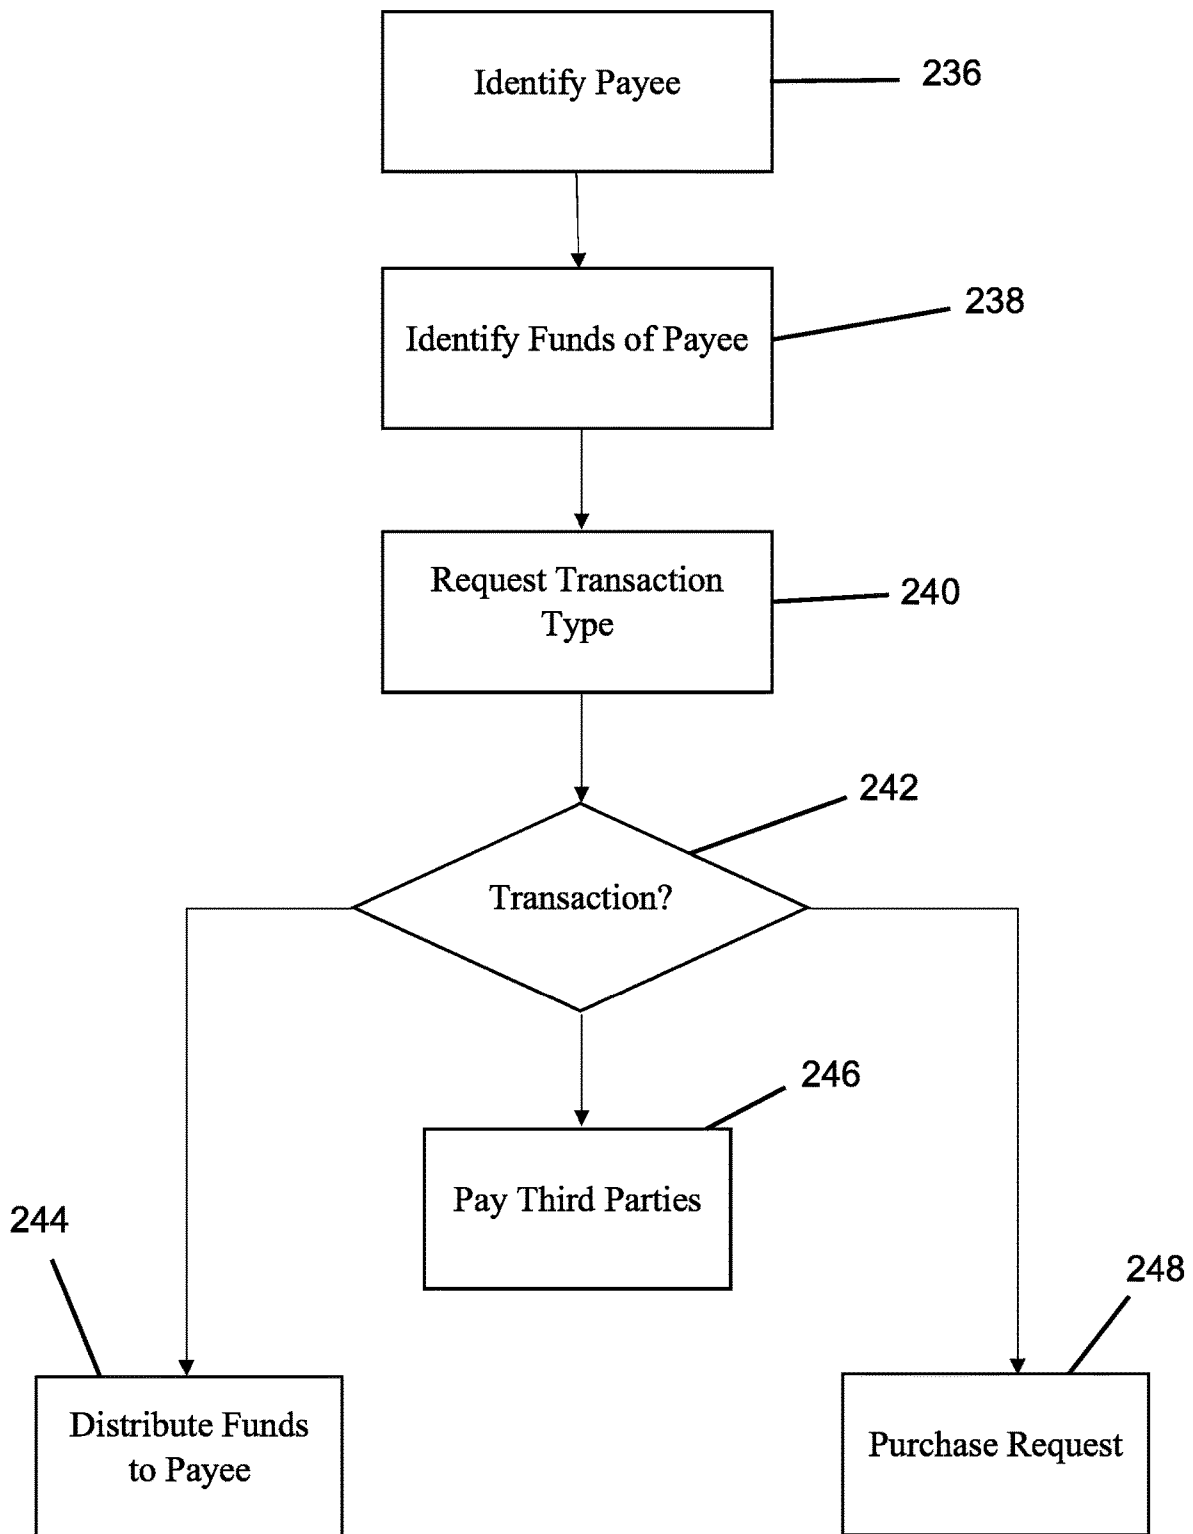 Identify Payee
236
Identify Funds of Payee
238
Request Transaction
Type
240
242
Transaction?
246
Pay Third Parties
244
248
Distribute Funds
to Payee
Purchase Request